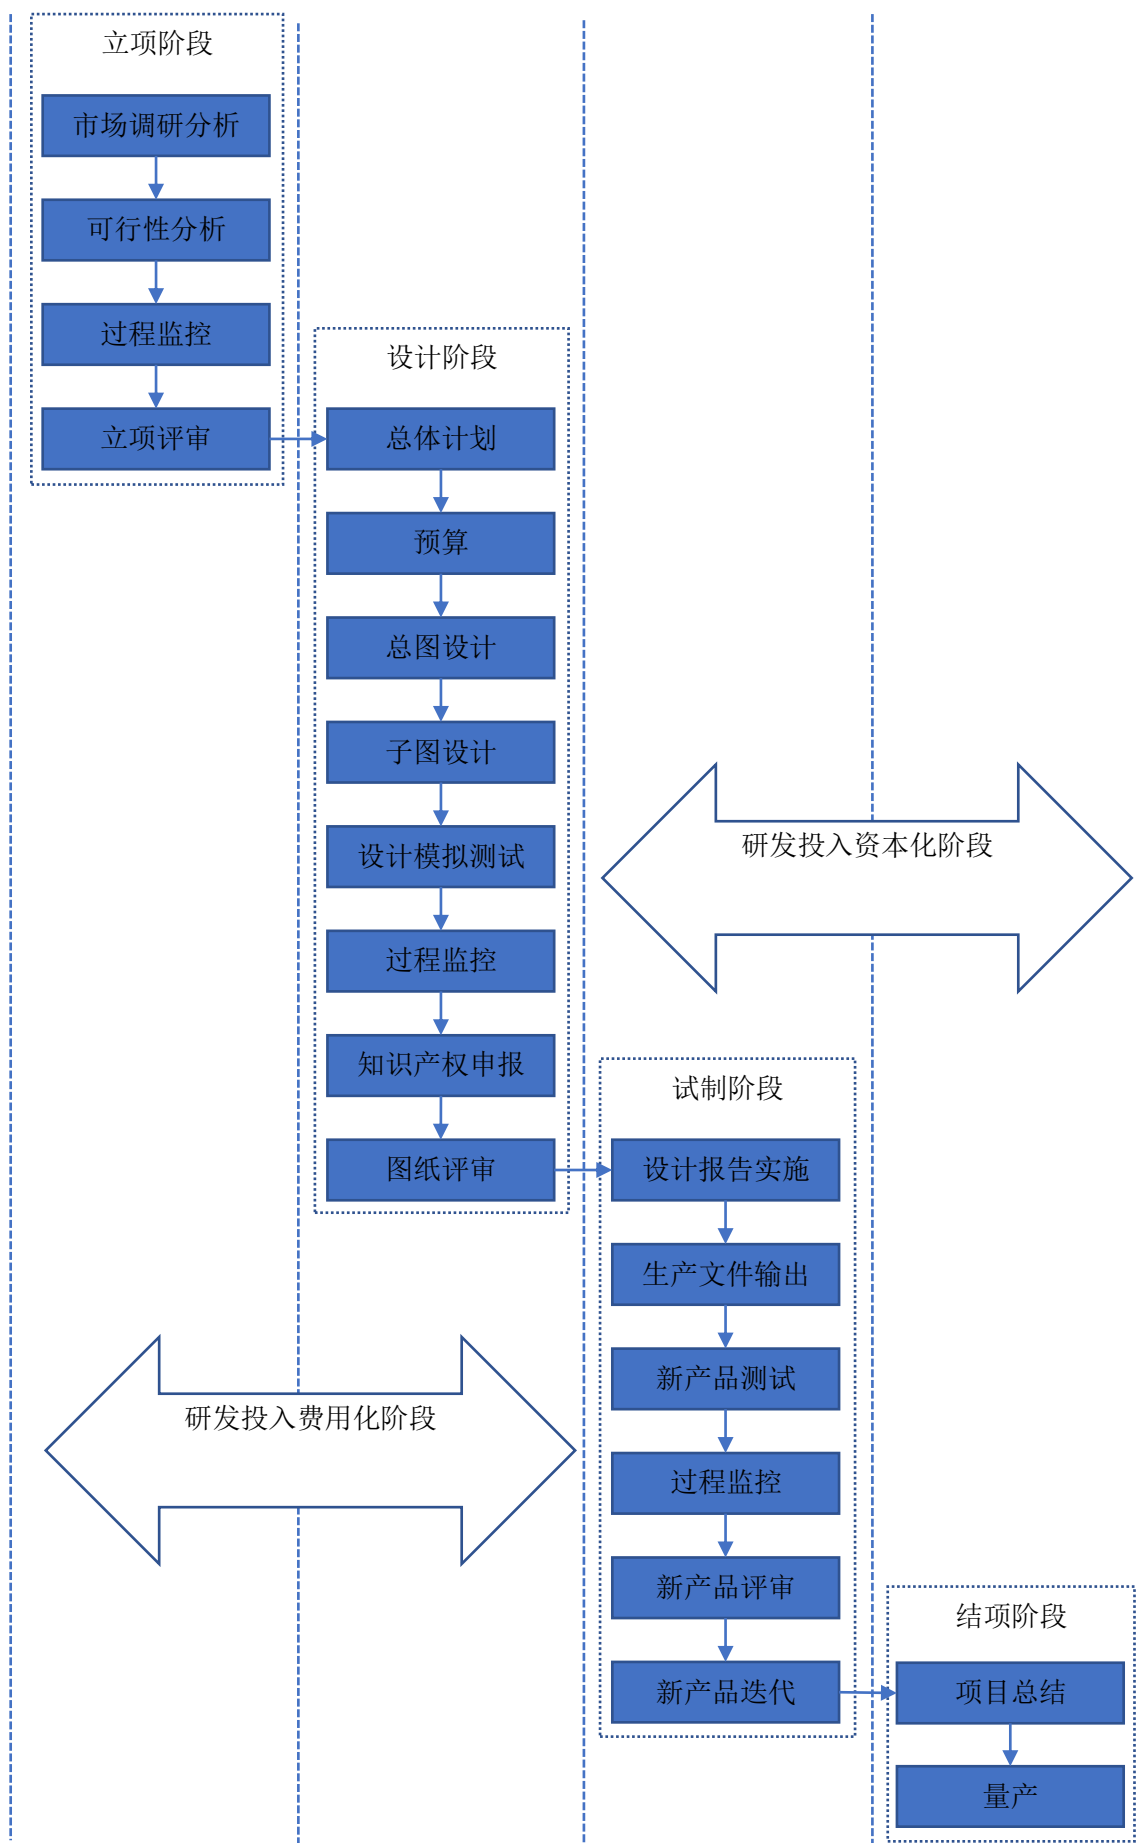 立项阶段
市场调研分析
可行性分析
过程监控
立项评审
设计阶段
总体计划
预算
总图设计
子图设计
设计模拟测试
过程监控
知识产权申报
图纸评审
研发投入资本化阶段
试制阶段
设计报告实施
生产文件输出
新产品测试
过程监控
新产品评审
新产品迭代
研发投入费用化阶段
结项阶段
项目总结
量产